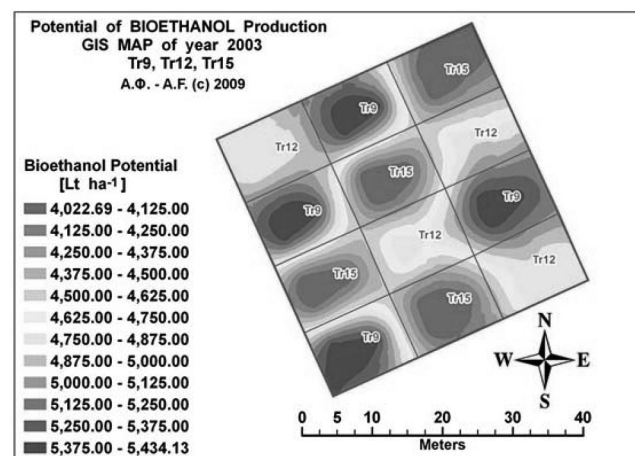 Potential of BIOETHANOL Production
GIS MAP of year 2003
Tr9, Tr12, Tr15
Α.Φ. - A.F. (c) 2009
Bioethanol Potential
[Lt ha-1]
4,022.69 - 4,125.00
4,125.00 - 4,250.00
4,250.00 - 4,375.00
4,375.00 - 4,500.00
4,500.00 - 4,625.00
4,625.00 - 4,750.00
4,750.00 - 4,875.00
4,875.00 - 5,000.00
5,000.00 - 5,125.00
5,125.00 - 5,250.00
5,250.00 - 5,375.00
5,375.00 - 5,434.13
Tr15
Tr9
Tr12
Tr12
Tr15
Tr9
Tr9
Tr12
Tr12
Tr15
Tr15
Tr9
N
W E
S
0 5 10 20 30 40
Meters